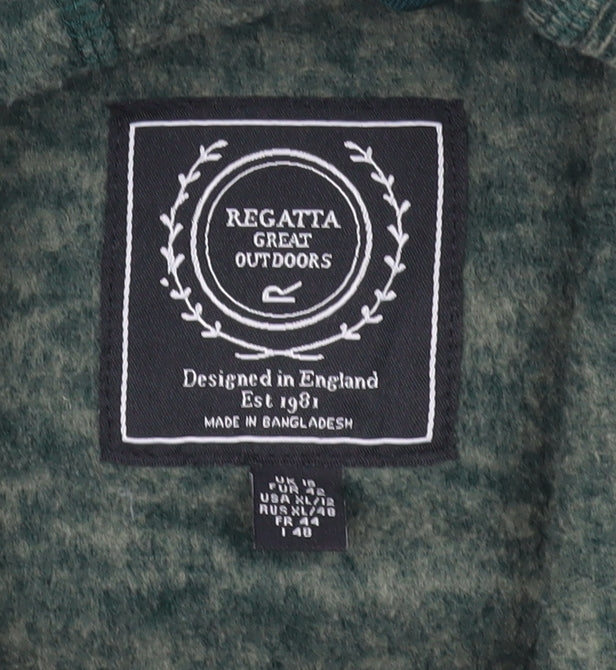 REGATTA
GREAT
OUTDOORS
R
Designed in England
Est 1981
MADE IN BANGLADESH
UK 16
EUR 42
USA XL/12
RUS XL/48
FR 44
I 48